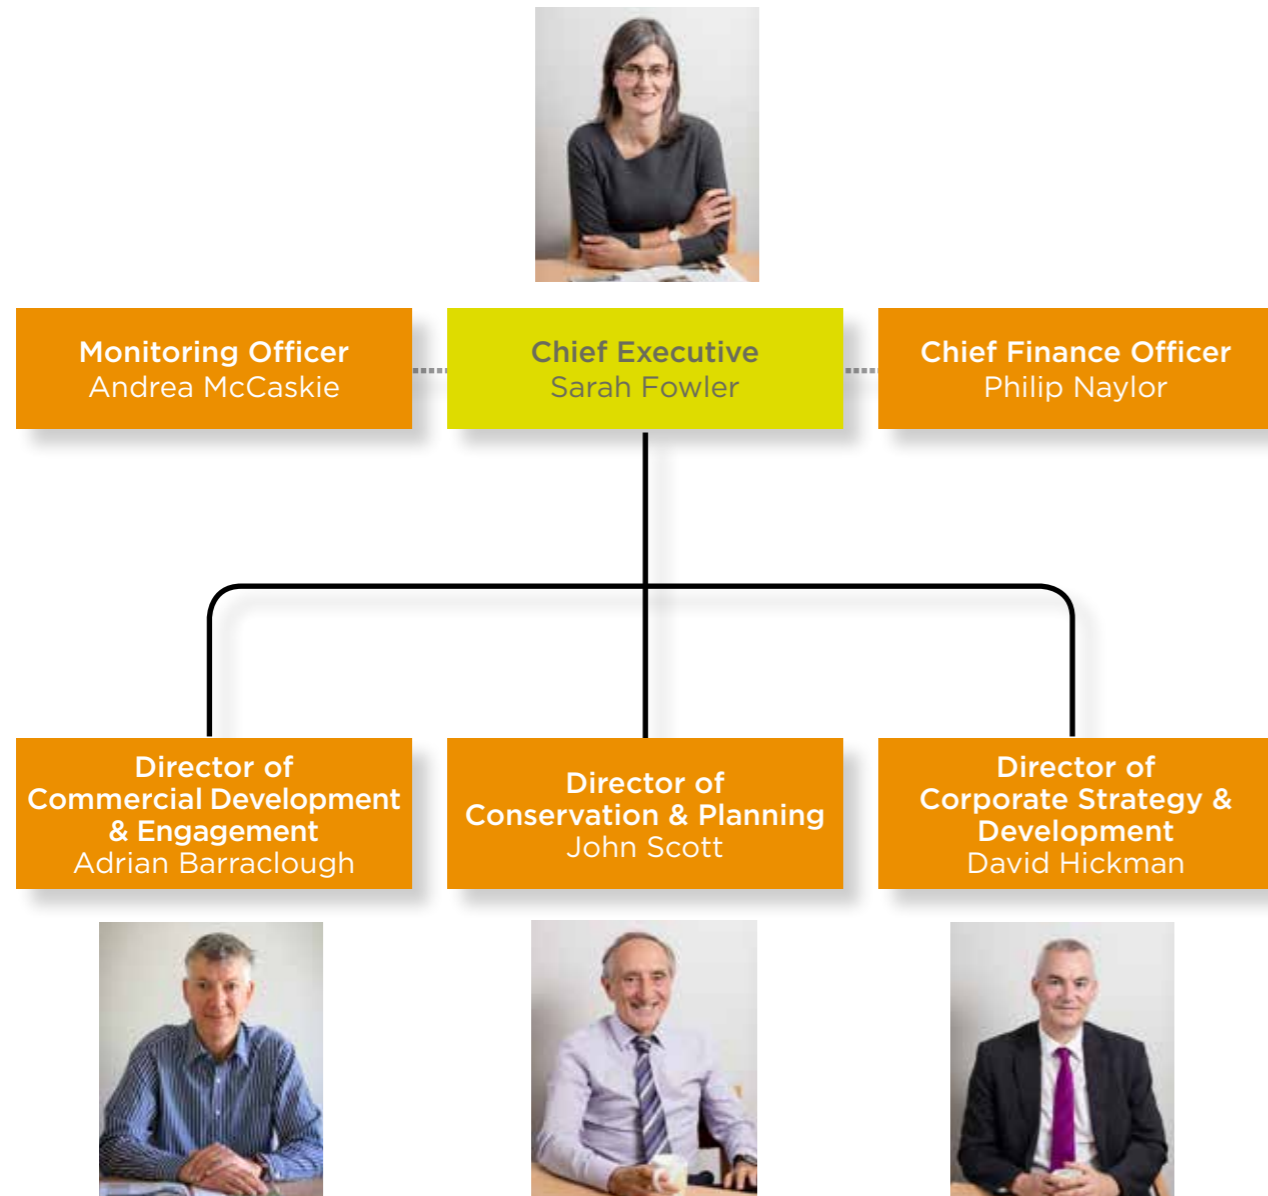 Monitoring Officer
Andrea McCaskie
Chief Executive
Sarah Fowler
Chief Finance Officer
Philip Naylor
Director of
Commercial Development
& Engagement
Adrian Barraclough
Director of
Conservation & Planning
John Scott
Director of
Corporate Strategy &
Development
David Hickman